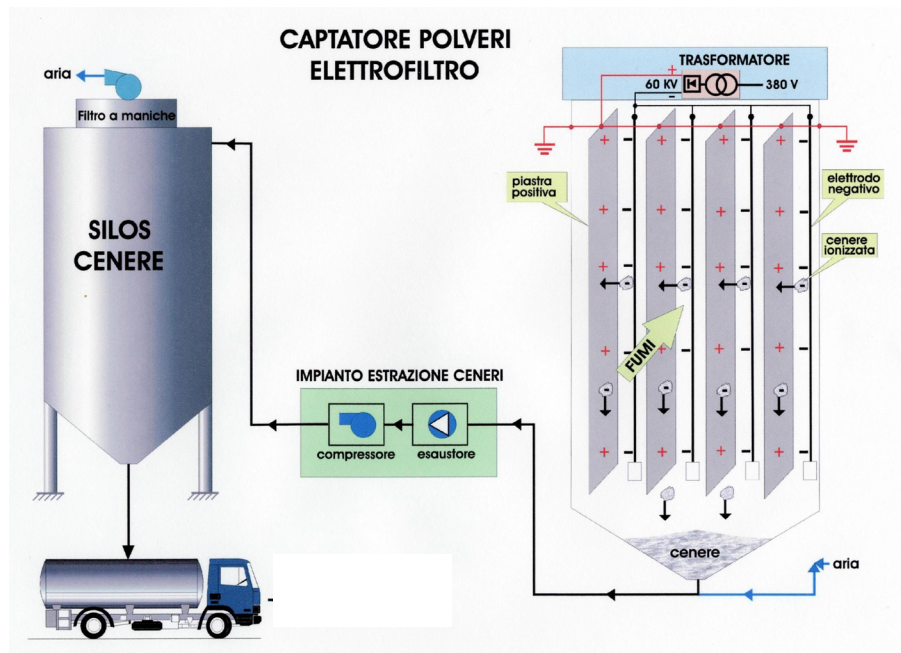 CAPTATORE POLVERI
ELETTROFILTRO
aria
Filtro a maniche
SILOS
CENERE
TRASFORMATORE
+
60 KV
380 V
−
piastra
positiva
elettrodo
negativo
cenere
ionizzata
FUMI
IMPIANTO ESTRAZIONE CENERI
compressore
esaustore
cenere
aria